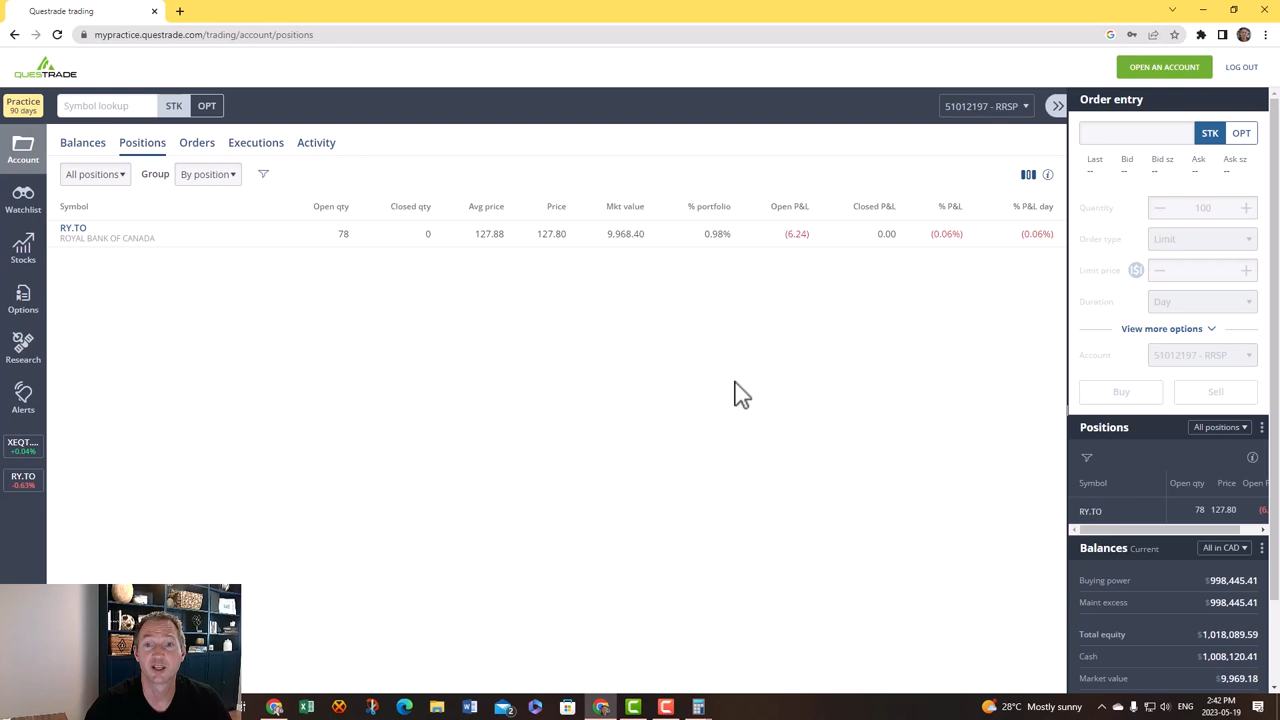 Questrade trading
mypractice.questrade.com/trading/account/positions
QUESTRADE
OPEN AN ACCOUNT
LOG OUT
Practice
90 days
Symbol lookup
STK
OPT
51012197 - RRSP
Order entry
Account
Balances
Positions
Orders
Executions
Activity
STK
OPT
Last
Bid
Bid sz
Ask
Ask sz
--
--
--
--
--
All positions
Group
By position
Watchlist
Symbol
Open qty
Closed qty
Avg price
Price
Mkt value
% portfolio
Open P&L
Closed P&L
% P&L
% P&L day
RY.TO
ROYAL BANK OF CANADA
78
0
127.88
127.80
9,968.40
0.98%
(6.24)
0.00
(0.06%)
(0.06%)
Stocks
Options
Research
Alerts
XEQT....
+0.04%
RY.TO
-0.63%
Quantity
100
Order type
Limit
Limit price
Duration
Day
View more options
Account
51012197 - RRSP
Buy
Sell
Positions
All positions
Symbol
Open qty
Price
Open P
RY.TO
78
127.80
(6.
Balances Current
All in CAD
Buying power
$998,445.41
Maint excess
$998,445.41
Total equity
$1,018,089.59
Cash
$1,008,120.41
Market value
$9,969.18
28°C Mostly sunny
ENG
2:42 PM
2023-05-19